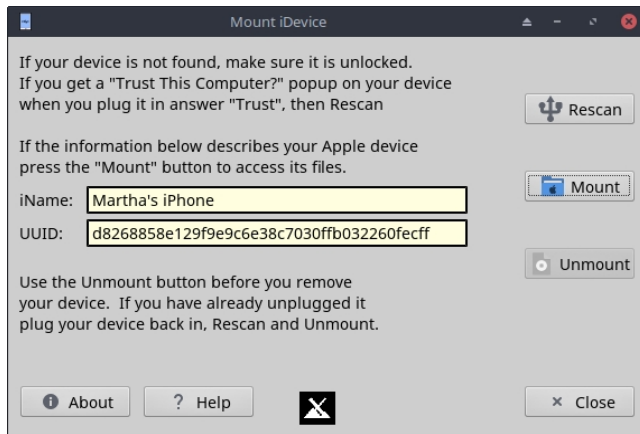 Mount iDevice
If your device is not found, make sure it is unlocked.
If you get a "Trust This Computer?" popup on your device
when you plug it in answer "Trust", then Rescan
Rescan
If the information below describes your Apple device
press the "Mount" button to access its files.
Mount
iName: Martha's iPhone
UUID: d8268858e129f9e9c6e38c7030ffb032260fecff
Unmount
Use the Unmount button before you remove
your device. If you have already unplugged it
plug your device back in, Rescan and Unmount.
About
? Help
Close